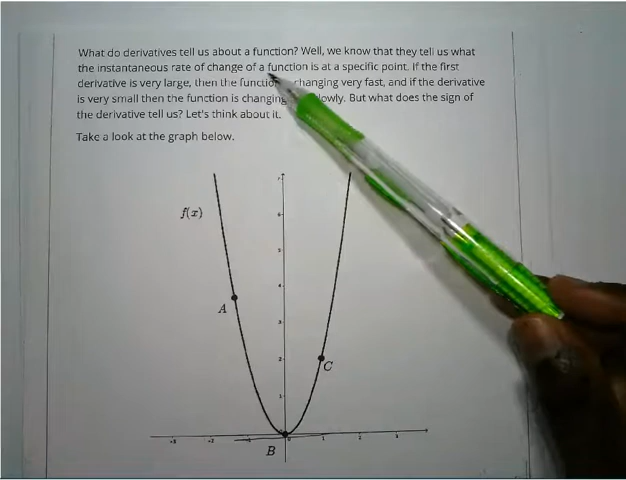 What do derivatives tell us about a function? Well, we know that they tell us what
the instantaneous rate of change of a function is at a specific point. If the first
derivative is very large, then the function changing very fast, and if the derivative
is very small then the function is changing lowly. But what does the sign of
the derivative tell us? Let's think about it.
Take a look at the graph below.
f(x)
A
C
B